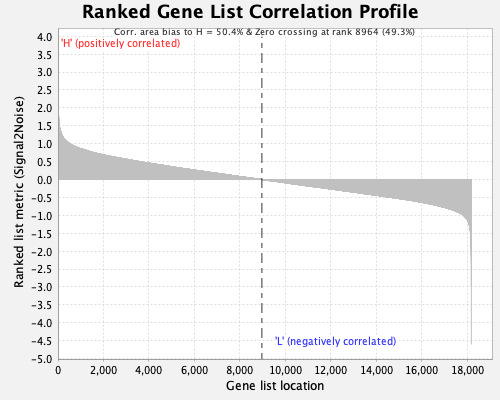 Ranked Gene List Correlation Profile
Corr. area bias to H = 50.4% & Zero crossing at rank 8964 (49.3%)
'H' (positively correlated)
4.0
3.5
3.0
2.5
2.0
1.5
1.0
0.5
0.0
-0.5
-1.0
-1.5
-2.0
-2.5
-3.0
-3.5
-4.0
-4.5
-5.0
Ranked list metric (Signal2Noise)
'L' (negatively correlated)
0 2,000 4,000 6,000 8,000 10,000 12,000 14,000 16,000 18,000
Gene list location